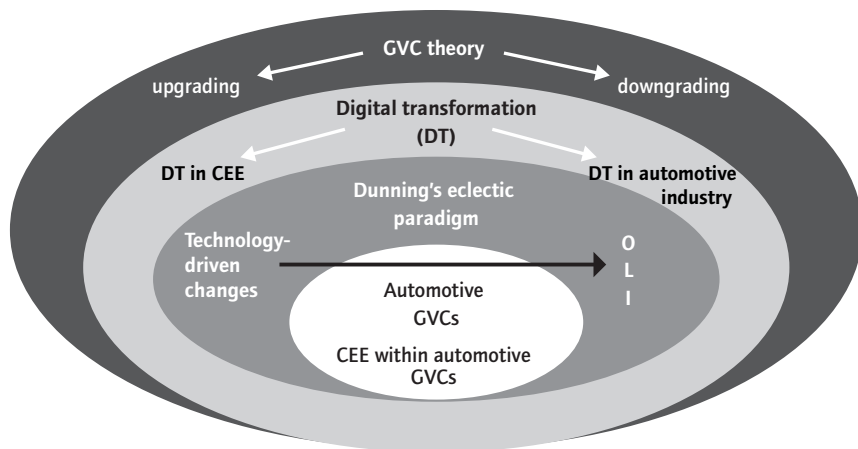 GVC theory
upgrading
downgrading
Digital transformation
(DT)
DT in CEE
DT in automotive
industry
Dunning’s eclectic
paradigm
Technology-
driven
changes
O
L
I
Automotive
GVCs
CEE within automotive
GVCs